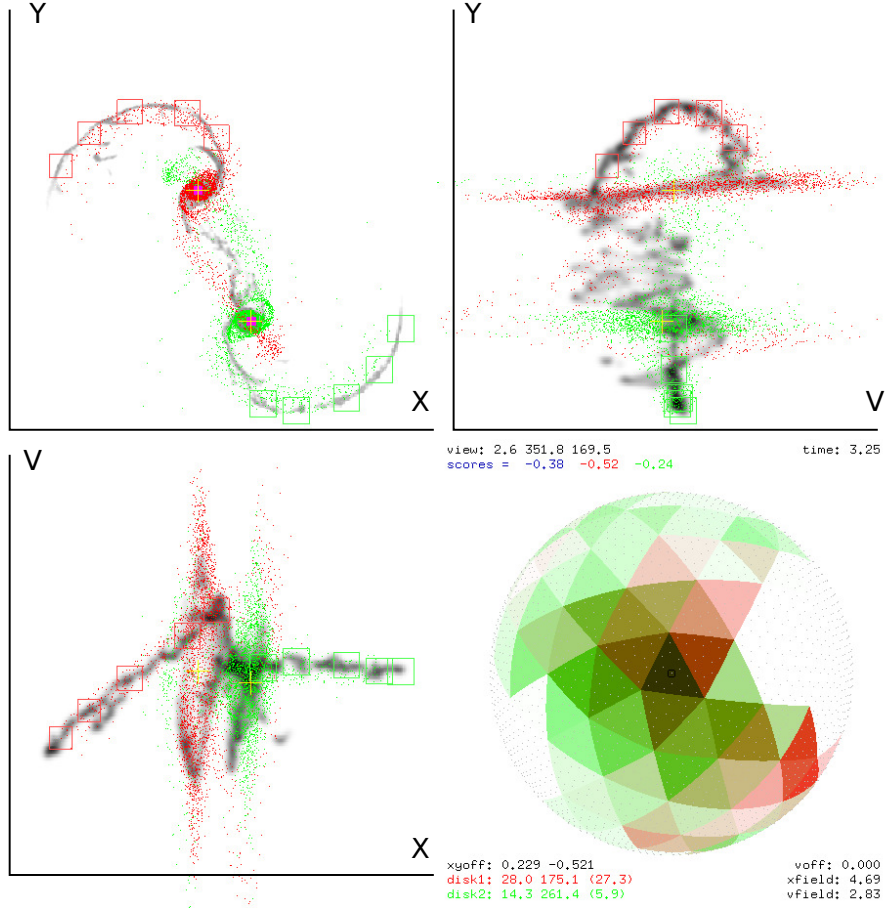 Y
Y
X
V
V
view: 2.6 351.8 169.5 time: 3.25
scores = -0.38 -0.52 -0.24
X
xyoff: 0.229 -0.521 voff: 0.000
disk1: 28.0 175.1 (27.3) xfield: 4.69
disk2: 14.3 261.4 (5.9) vfield: 2.83